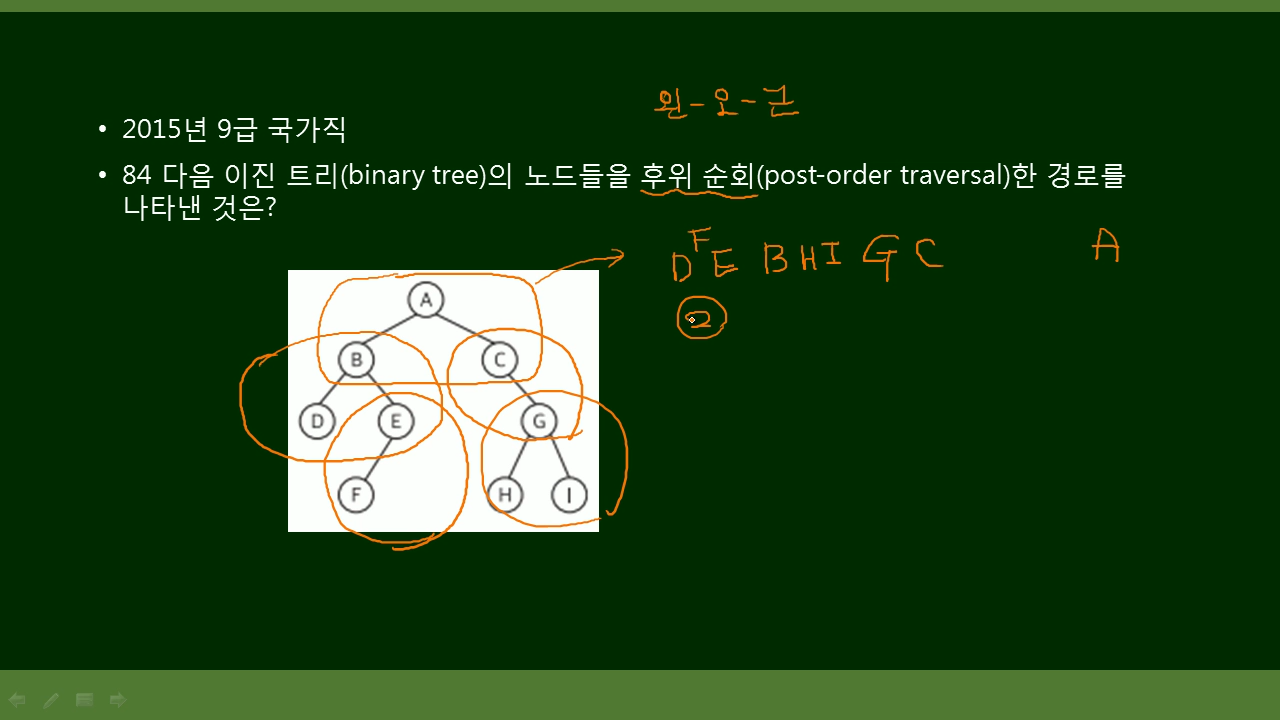 왼-오-근
• 2015년 9급 국가직
• 84 다음 이진 트리(binary tree)의 노드들을 후위 순회(post-order traversal)한 경로를
나타낸 것은?
D F E B H I G C A
②
A
B C
D E G
F H I